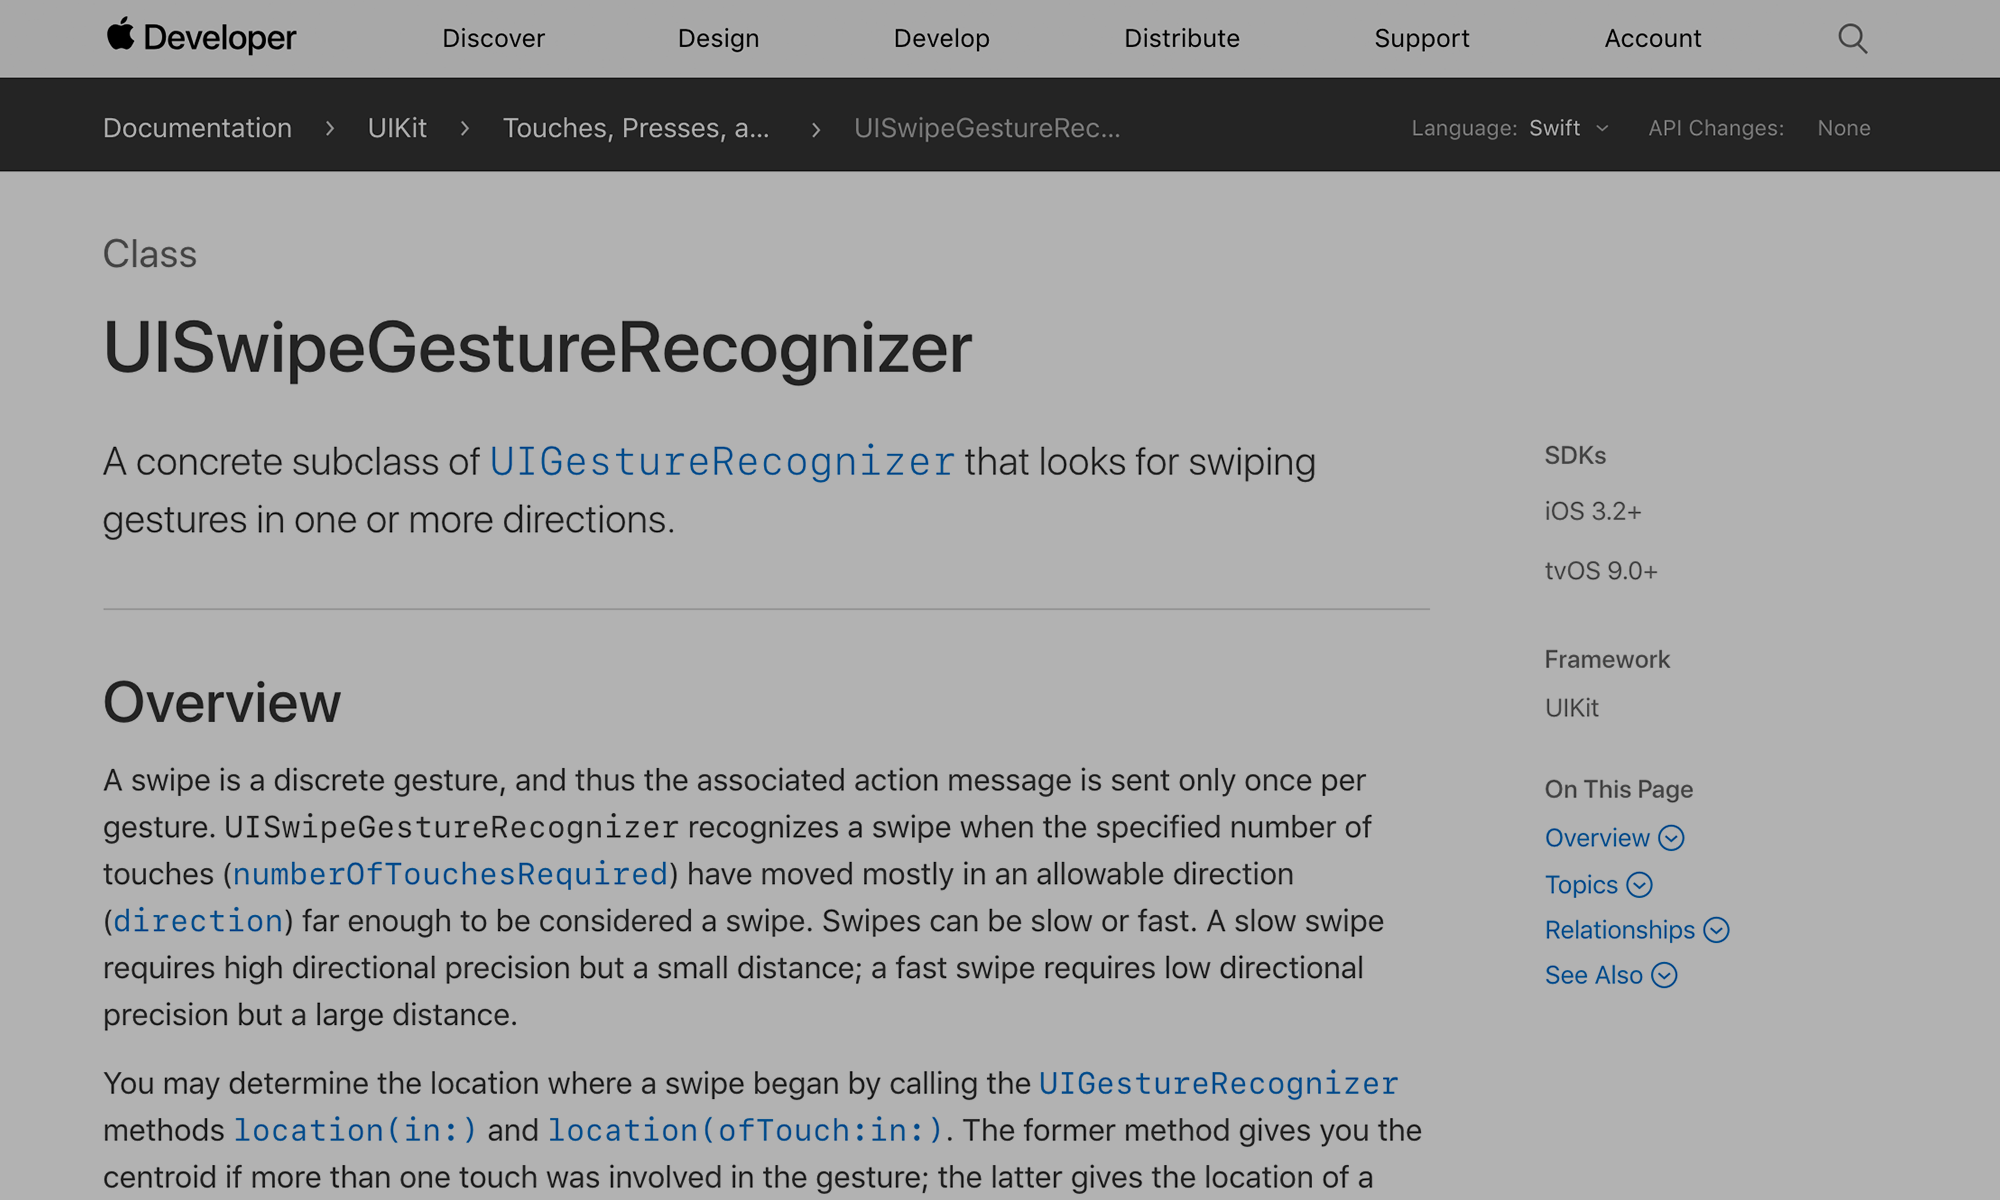 Developer Discover Design Develop Distribute Support Account
Documentation > UIKit > Touches, Presses, a... > UISwipeGestureRec... Language: Swift API Changes: None
Class
UISwipeGestureRecognizer
A concrete subclass of UIGestureRecognizer that looks for swiping
gestures in one or more directions.
SDKs
iOS 3.2+
tvOS 9.0+
Framework
UIKit
On This Page
Overview
Topics
Relationships
See Also
Overview
A swipe is a discrete gesture, and thus the associated action message is sent only once per
gesture. UISwipeGestureRecognizer recognizes a swipe when the specified number of
touches (numberOfTouchesRequired) have moved mostly in an allowable direction
(direction) far enough to be considered a swipe. Swipes can be slow or fast. A slow swipe
requires high directional precision but a small distance; a fast swipe requires low directional
precision but a large distance.
You may determine the location where a swipe began by calling the UIGestureRecognizer
methods location(in:) and location(ofTouch:in:). The former method gives you the
centroid if more than one touch was involved in the gesture; the latter gives the location of a